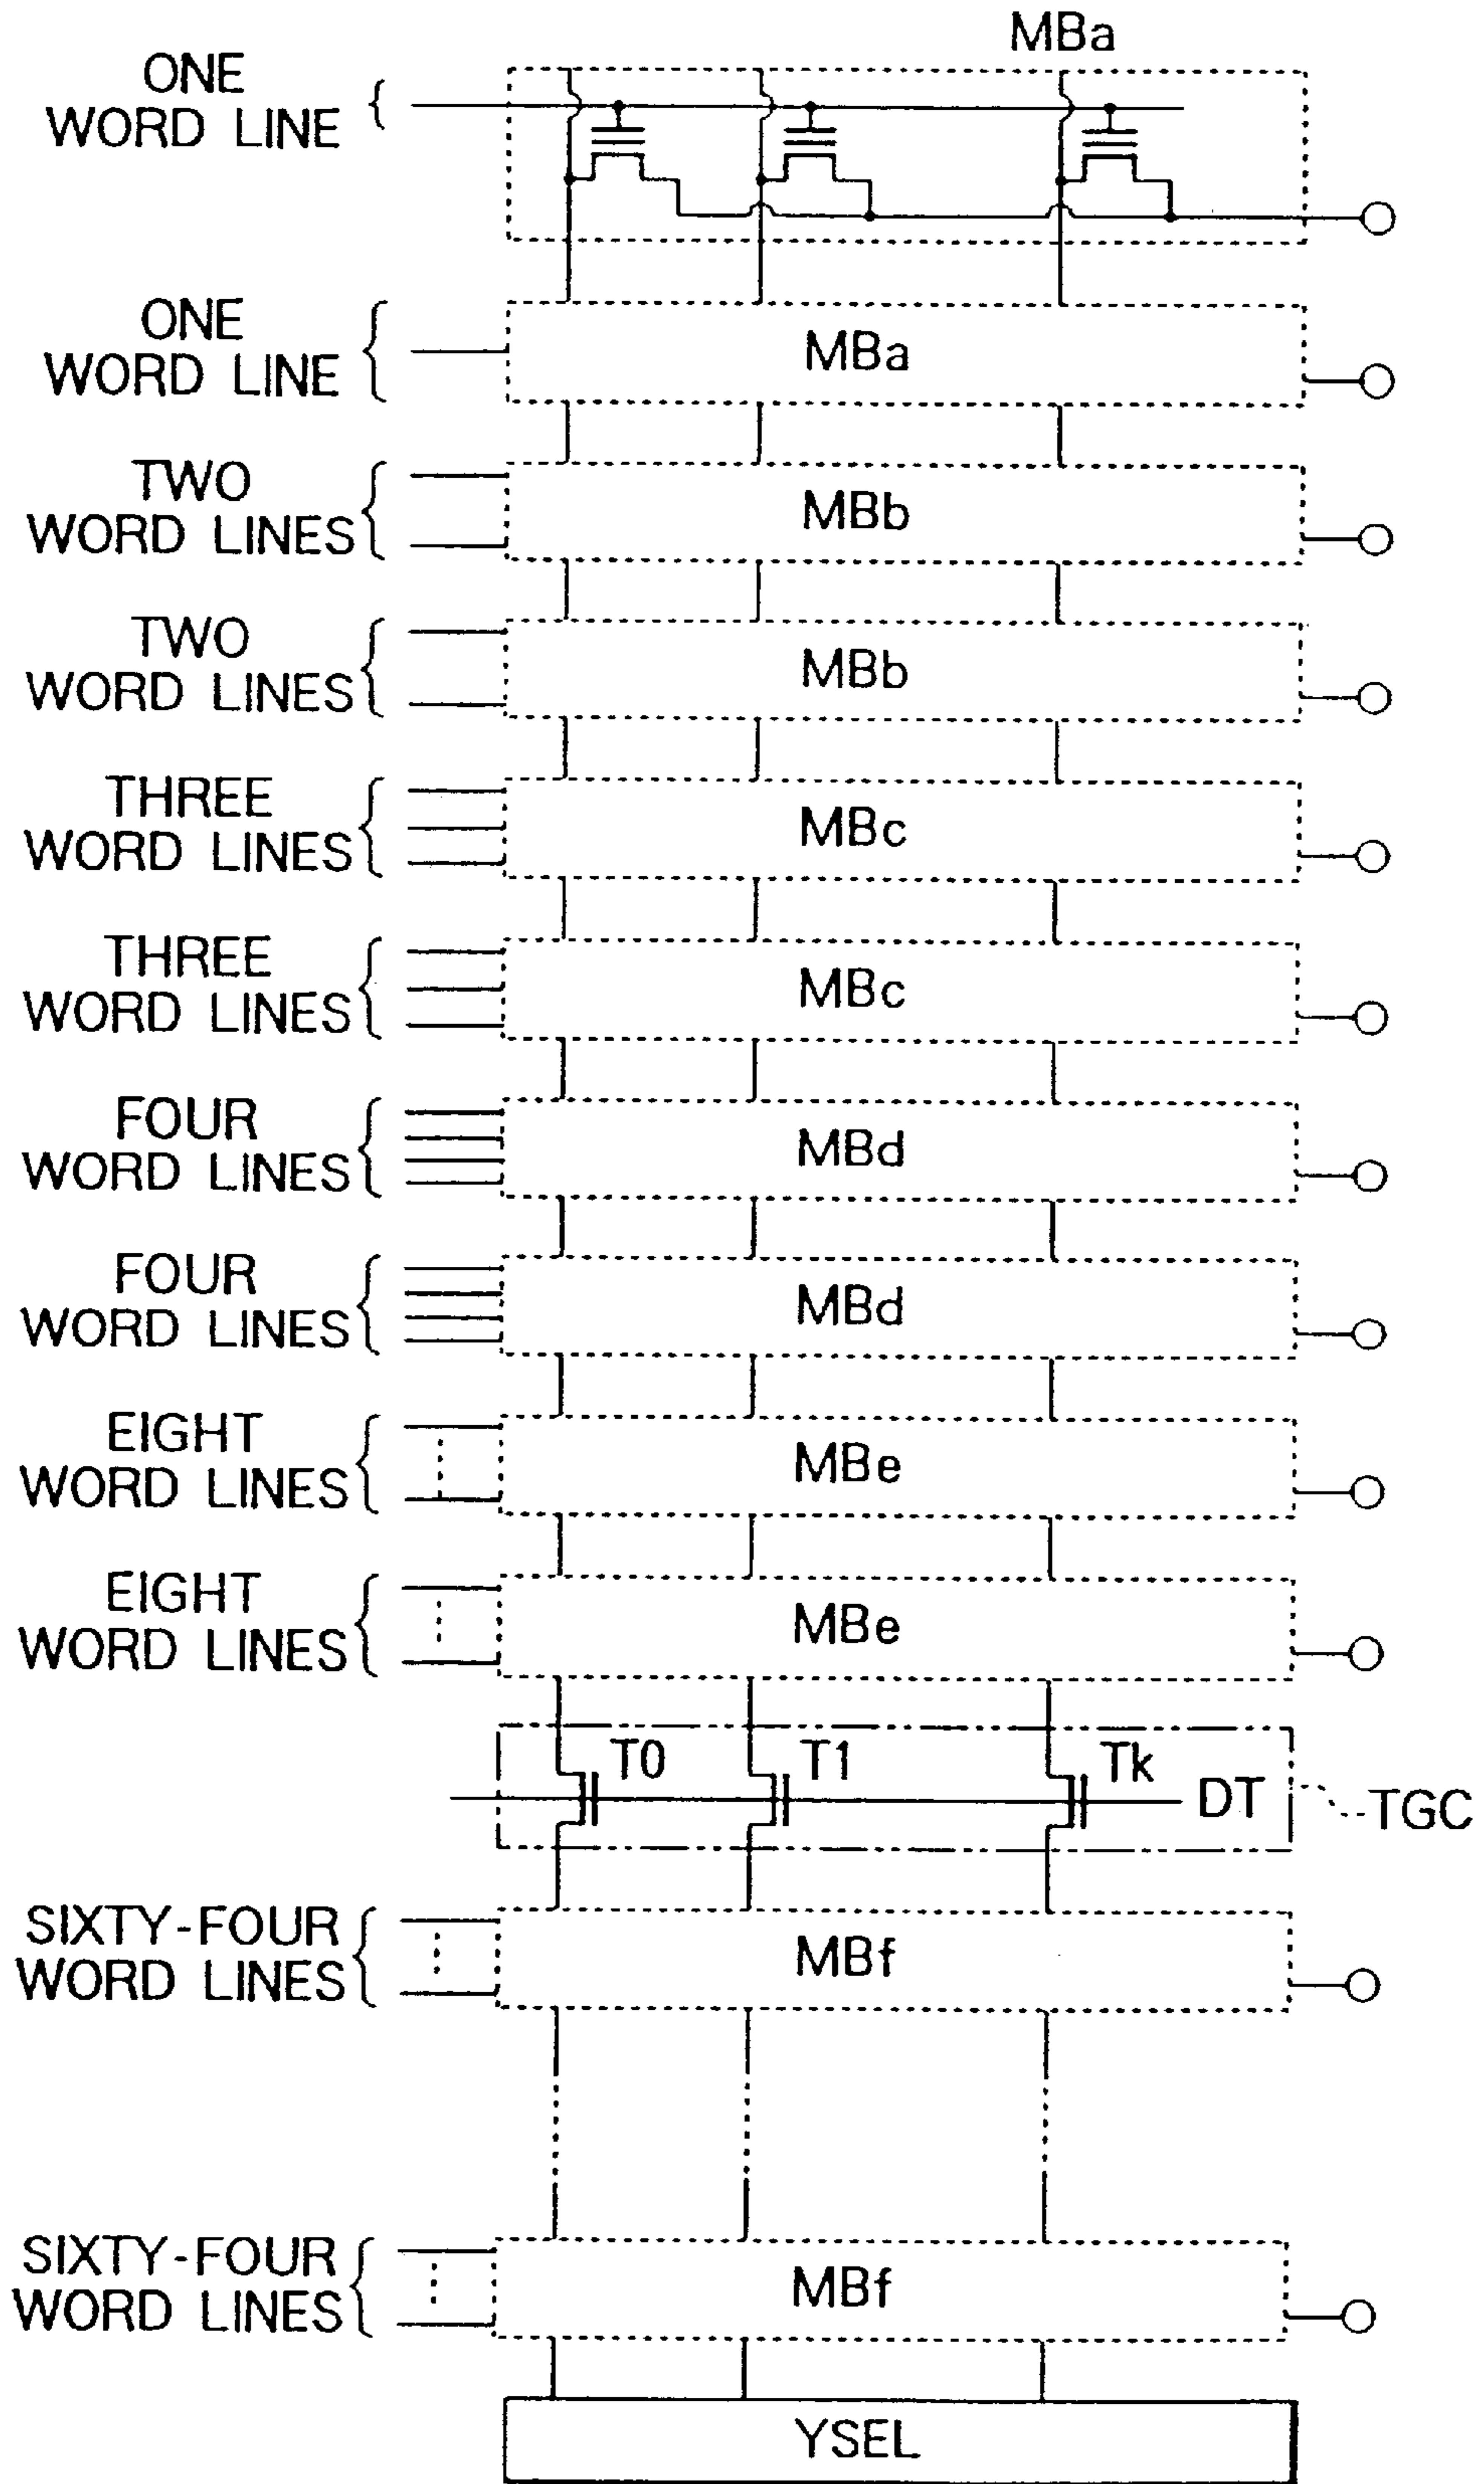 MBa
ONE
WORD LINE
ONE
WORD LINE
MBa
TWO
WORD LINES
MBb
TWO
WORD LINES
MBb
THREE
WORD LINES
MBc
THREE
WORD LINES
MBc
FOUR
WORD LINES
MBd
FOUR
WORD LINES
MBd
EIGHT
WORD LINES
MBe
EIGHT
WORD LINES
MBe
T0 T1 Tk DT TGC
SIXTY-FOUR
WORD LINES
MBf
SIXTY-FOUR
WORD LINES
MBf
YSEL